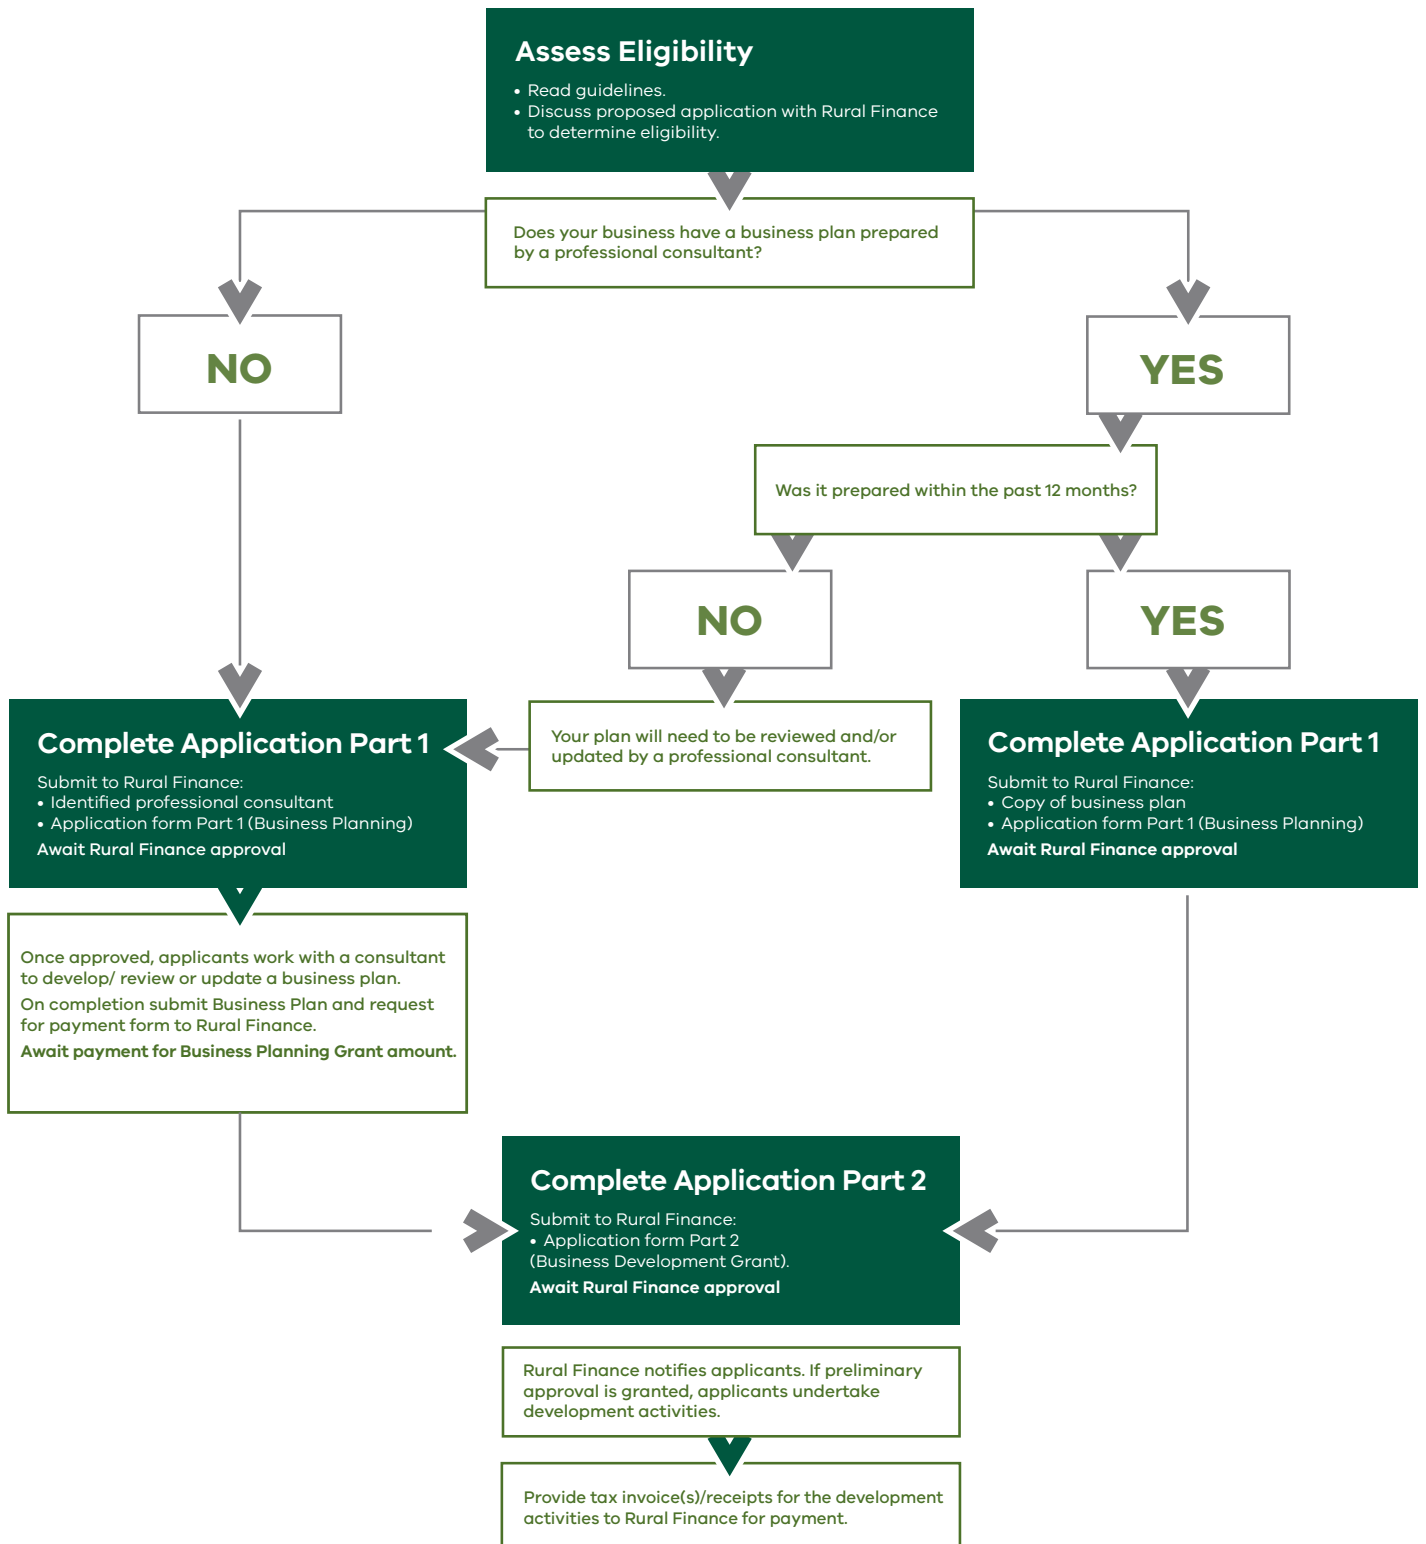 Assess Eligibility
• Read guidelines.
• Discuss proposed application with Rural Finance
to determine eligibility.
Does your business have a business plan prepared
by a professional consultant?
NO
YES
Was it prepared within the past 12 months?
NO
YES
Complete Application Part 1
Submit to Rural Finance:
• Identified professional consultant
• Application form Part 1 (Business Planning)
Await Rural Finance approval
Your plan will need to be reviewed and/or
updated by a professional consultant.
Complete Application Part 1
Submit to Rural Finance:
• Copy of business plan
• Application form Part 1 (Business Planning)
Await Rural Finance approval
Once approved, applicants work with a consultant
to develop/ review or update a business plan.
On completion submit Business Plan and request
for payment form to Rural Finance.
Await payment for Business Planning Grant amount.
Complete Application Part 2
Submit to Rural Finance:
• Application form Part 2
(Business Development Grant).
Await Rural Finance approval
Rural Finance notifies applicants. If preliminary
approval is granted, applicants undertake
development activities.
Provide tax invoice(s)/receipts for the development
activities to Rural Finance for payment.